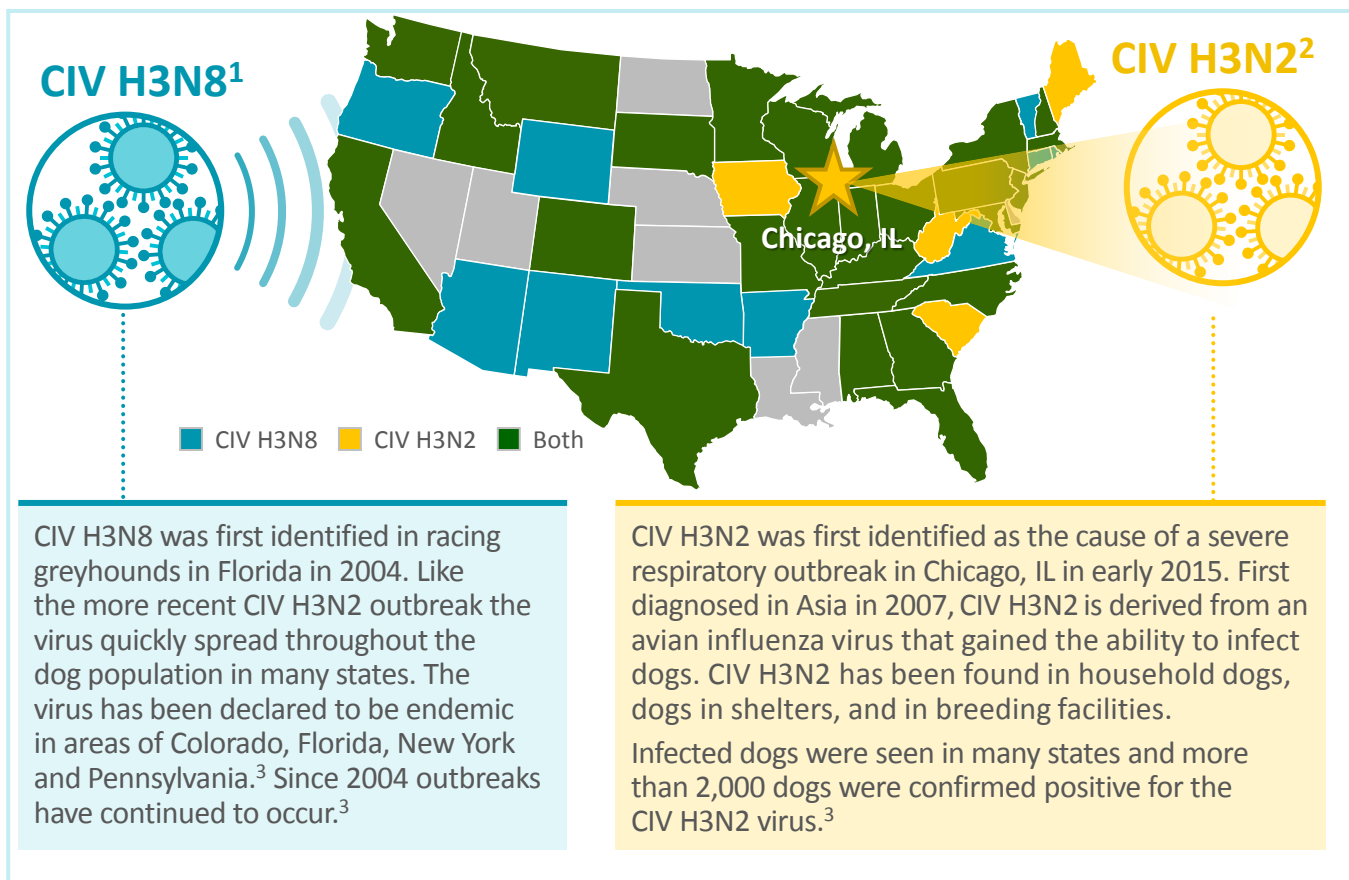 CIV H3N8¹
CIV H3N2²
Chicago, IL
CIV H3N8
CIV H3N2
Both
CIV H3N8 was first identified in racing
greyhounds in Florida in 2004. Like
the more recent CIV H3N2 outbreak the
virus quickly spread throughout the
dog population in many states. The
virus has been declared to be endemic
in areas of Colorado, Florida, New York
and Pennsylvania.³ Since 2004 outbreaks
have continued to occur.³
CIV H3N2 was first identified as the cause of a severe
respiratory outbreak in Chicago, IL in early 2015. First
diagnosed in Asia in 2007, CIV H3N2 is derived from an
avian influenza virus that gained the ability to infect
dogs. CIV H3N2 has been found in household dogs,
dogs in shelters, and in breeding facilities.
Infected dogs were seen in many states and more
than 2,000 dogs were confirmed positive for the
CIV H3N2 virus.³